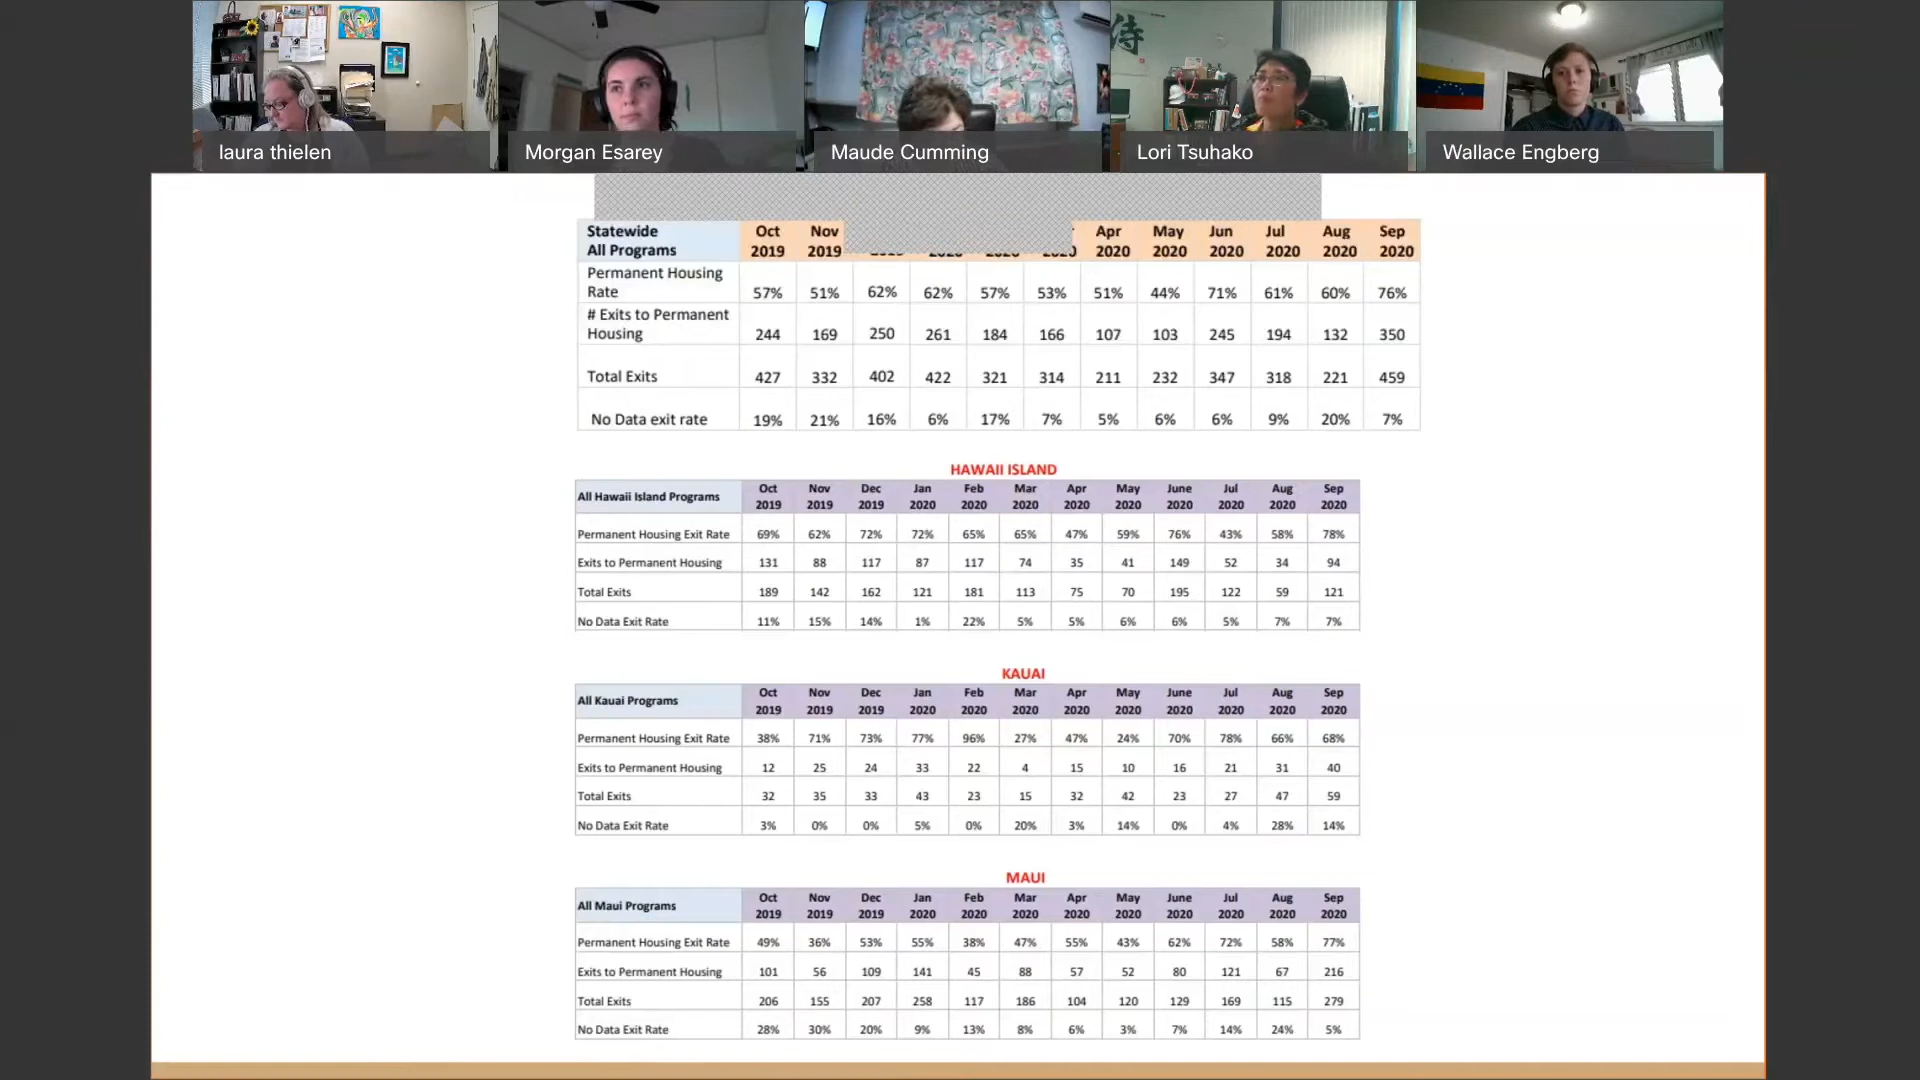 laura thielen
Morgan Esarey
Maude Cumming
Lori Tsuhako
Wallace Engberg
侍
Statewide Oct Nov Apr May Jun Jul Aug Sep
All Programs 2019 2019 2020 2020 2020 2020 2020 2020
Permanent Housing
Rate 57% 51% 62% 62% 57% 53% 51% 44% 71% 61% 60% 76%
# Exits to Permanent
Housing 244 169 250 261 184 166 107 103 245 194 132 350
Total Exits 427 332 402 422 321 314 211 232 347 318 221 459
No Data exit rate 19% 21% 16% 6% 17% 7% 5% 6% 6% 9% 20% 7%
HAWAII ISLAND
All Hawaii Island Programs Oct Nov Dec Jan Feb Mar Apr May June Jul Aug Sep
2019 2019 2019 2020 2020 2020 2020 2020 2020 2020 2020 2020
Permanent Housing Exit Rate 69% 62% 72% 72% 65% 65% 47% 59% 76% 43% 58% 78%
Exits to Permanent Housing 131 88 117 87 117 74 35 41 149 52 34 94
Total Exits 189 142 162 121 181 113 75 70 195 122 59 121
No Data Exit Rate 11% 15% 14% 1% 22% 5% 5% 6% 6% 5% 7% 7%
KAUAI
All Kauai Programs Oct Nov Dec Jan Feb Mar Apr May June Jul Aug Sep
2019 2019 2019 2020 2020 2020 2020 2020 2020 2020 2020 2020
Permanent Housing Exit Rate 38% 71% 73% 77% 96% 27% 47% 24% 70% 78% 66% 68%
Exits to Permanent Housing 12 25 24 33 22 4 15 10 16 21 31 40
Total Exits 32 35 33 43 23 15 32 42 23 27 47 59
No Data Exit Rate 3% 0% 0% 5% 0% 20% 3% 14% 0% 4% 28% 14%
MAUI
All Maui Programs Oct Nov Dec Jan Feb Mar Apr May June Jul Aug Sep
2019 2019 2019 2020 2020 2020 2020 2020 2020 2020 2020 2020
Permanent Housing Exit Rate 49% 36% 53% 55% 38% 47% 55% 43% 62% 72% 58% 77%
Exits to Permanent Housing 101 56 109 141 45 88 57 52 80 121 67 216
Total Exits 206 155 207 258 117 186 104 120 129 169 115 279
No Data Exit Rate 28% 30% 20% 9% 13% 8% 6% 3% 7% 14% 24% 5%